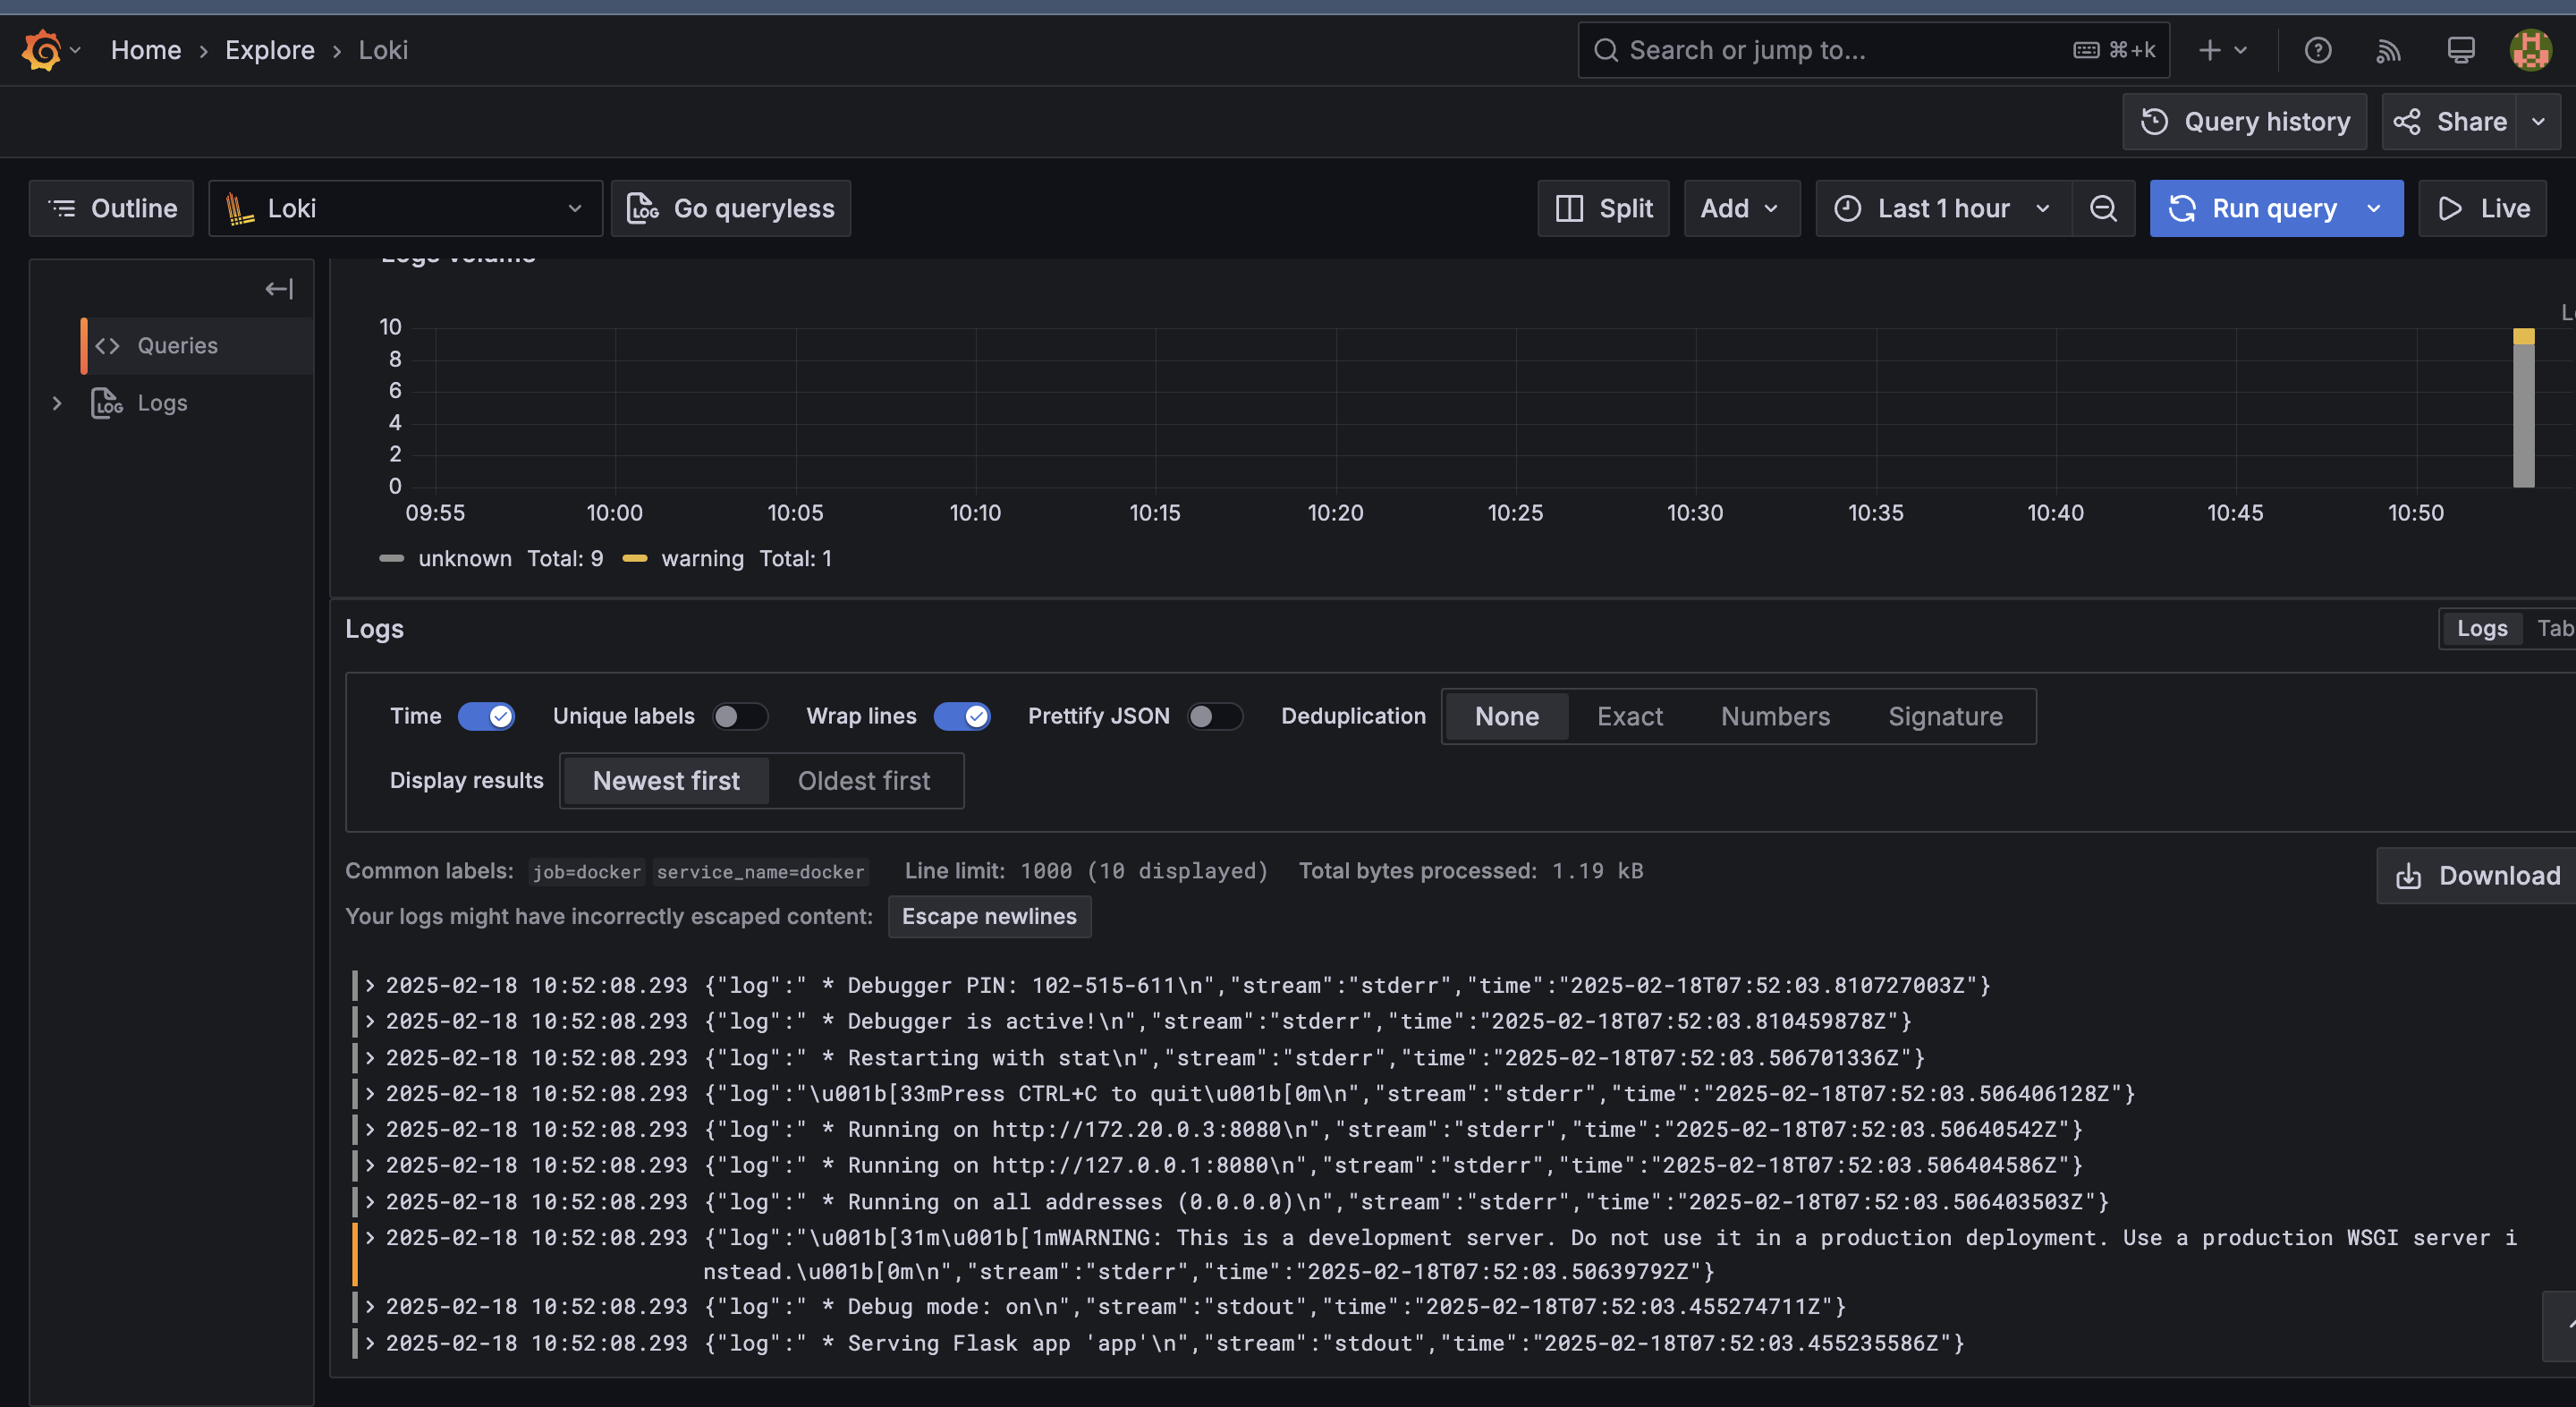 Home › Explore › Loki
Search or jump to... ⌘+k
Query history Share
Outline Loki Go queryless Split Add Last 1 hour Run query Live
Logs volume
Queries
Logs
10
8
6
4
2
0
09:55 10:00 10:05 10:10 10:15 10:20 10:25 10:30 10:35 10:40 10:45 10:50
unknown Total: 9 warning Total: 1
Logs
Logs Tab
Time Unique labels Wrap lines Prettify JSON Deduplication None Exact Numbers Signature
Display results Newest first Oldest first
Common labels: job=docker service_name=docker Line limit: 1000 (10 displayed) Total bytes processed: 1.19 kB
Download
Your logs might have incorrectly escaped content: Escape newlines
2025-02-18 10:52:08.293 {"log":" * Debugger PIN: 102-515-611\n","stream":"stderr","time":"2025-02-18T07:52:03.810727003Z"}
2025-02-18 10:52:08.293 {"log":" * Debugger is active!\n","stream":"stderr","time":"2025-02-18T07:52:03.810459878Z"}
2025-02-18 10:52:08.293 {"log":" * Restarting with stat\n","stream":"stderr","time":"2025-02-18T07:52:03.506701336Z"}
2025-02-18 10:52:08.293 {"log":"\u001b[33mPress CTRL+C to quit\u001b[0m\n","stream":"stderr","time":"2025-02-18T07:52:03.506406128Z"}
2025-02-18 10:52:08.293 {"log":" * Running on http://172.20.0.3:8080\n","stream":"stderr","time":"2025-02-18T07:52:03.50640542Z"}
2025-02-18 10:52:08.293 {"log":" * Running on http://127.0.0.1:8080\n","stream":"stderr","time":"2025-02-18T07:52:03.506404586Z"}
2025-02-18 10:52:08.293 {"log":" * Running on all addresses (0.0.0.0)\n","stream":"stderr","time":"2025-02-18T07:52:03.506403503Z"}
2025-02-18 10:52:08.293 {"log":"\u001b[31m\u001b[1mWARNING: This is a development server. Do not use it in a production deployment. Use a production WSGI server i
nstead.\u001b[0m\n","stream":"stderr","time":"2025-02-18T07:52:03.50639792Z"}
2025-02-18 10:52:08.293 {"log":" * Debug mode: on\n","stream":"stdout","time":"2025-02-18T07:52:03.455274711Z"}
2025-02-18 10:52:08.293 {"log":" * Serving Flask app 'app'\n","stream":"stdout","time":"2025-02-18T07:52:03.455235586Z"}